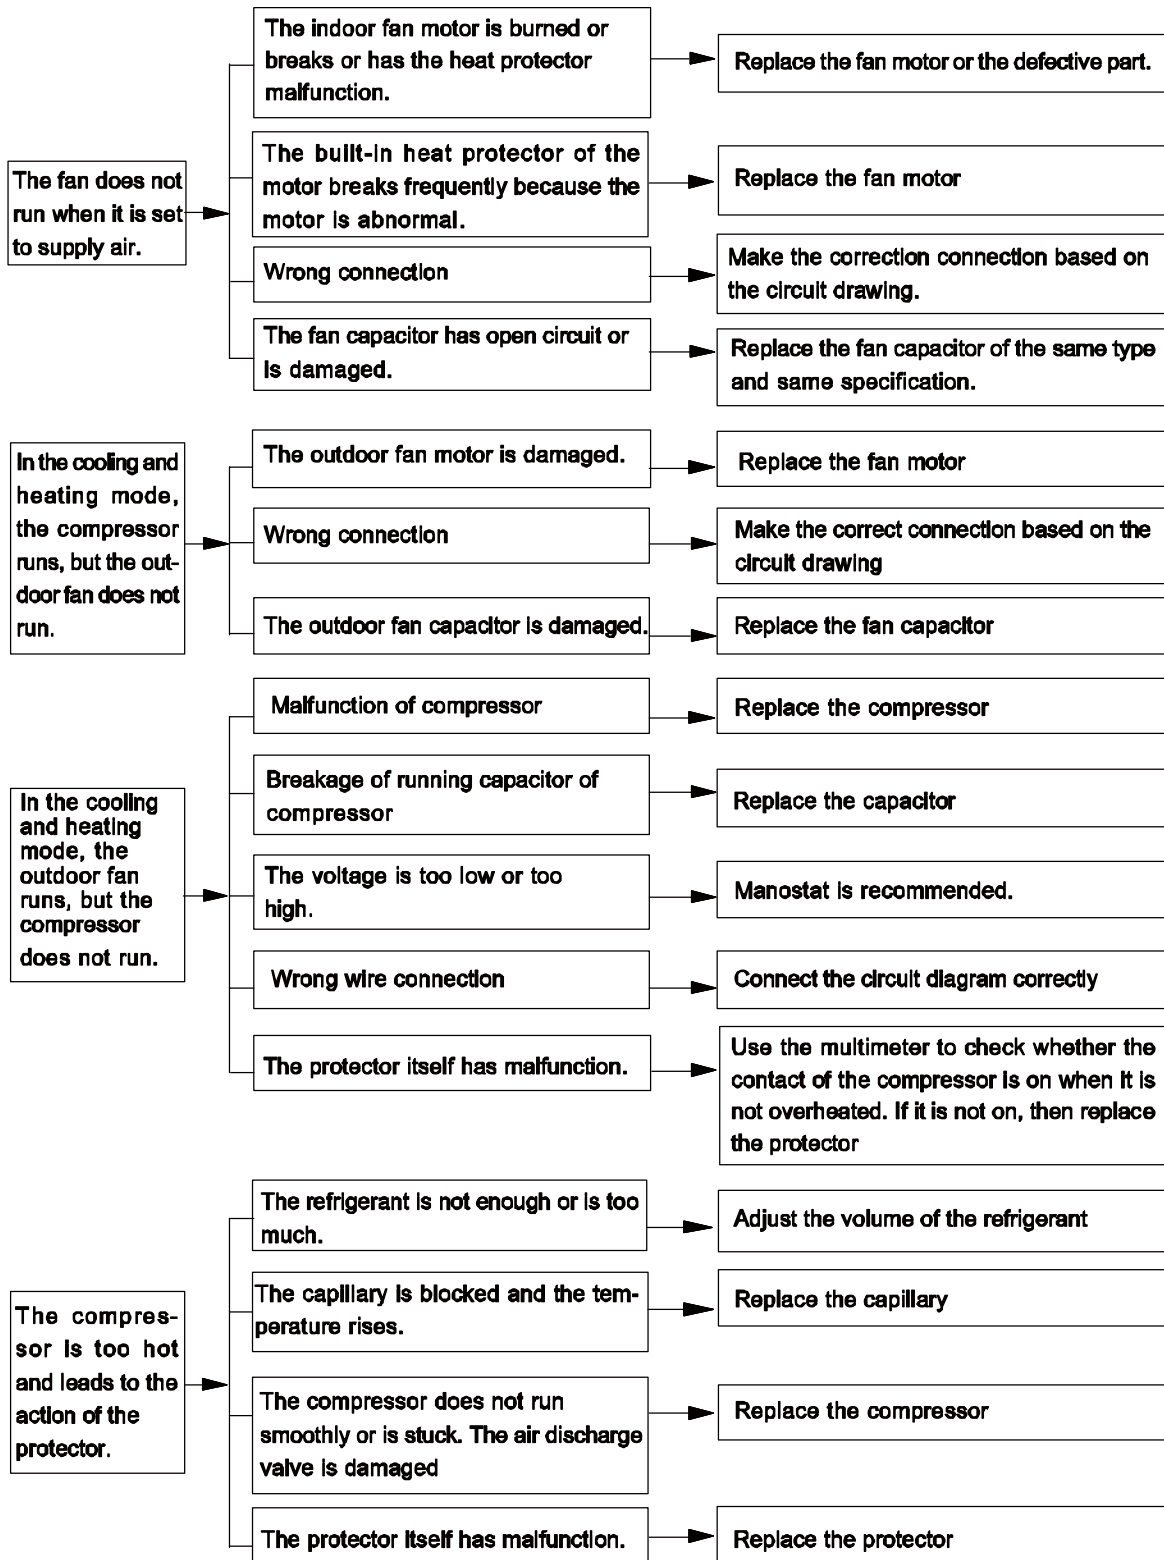 The indoor fan motor is burned or
breaks or has the heat protector
malfunction.
Replace the fan motor or the defective part.
The fan does not
run when it is set
to supply air.
The built-in heat protector of the
motor breaks frequently because the
motor is abnormal.
Replace the fan motor
Wrong connection
Make the correction connection based on
the circuit drawing.
The fan capacitor has open circuit or
is damaged.
Replace the fan capacitor of the same type
and same specification.
In the cooling and
heating mode,
the compressor
runs, but the out-
door fan does not
run.
The outdoor fan motor is damaged.
Replace the fan motor
Wrong connection
Make the correct connection based on the
circuit drawing
The outdoor fan capacitor is damaged.
Replace the fan capacitor
In the cooling
and heating
mode, the
outdoor fan
runs, but the
compressor
does not run.
Malfunction of compressor
Replace the compressor
Breakage of running capacitor of
compressor
Replace the capacitor
The voltage is too low or too
high.
Manostat is recommended.
Wrong wire connection
Connect the circuit diagram correctly
The protector itself has malfunction.
Use the multimeter to check whether the
contact of the compressor is on when it is
not overheated. If it is not on, then replace
the protector
The compres-
sor is too hot
and leads to the
action of the
protector.
The refrigerant is not enough or is too
much.
Adjust the volume of the refrigerant
The capillary is blocked and the tem-
perature rises.
Replace the capillary
The compressor does not run
smoothly or is stuck. The air discharge
valve is damaged
Replace the compressor
The protector itself has malfunction.
Replace the protector